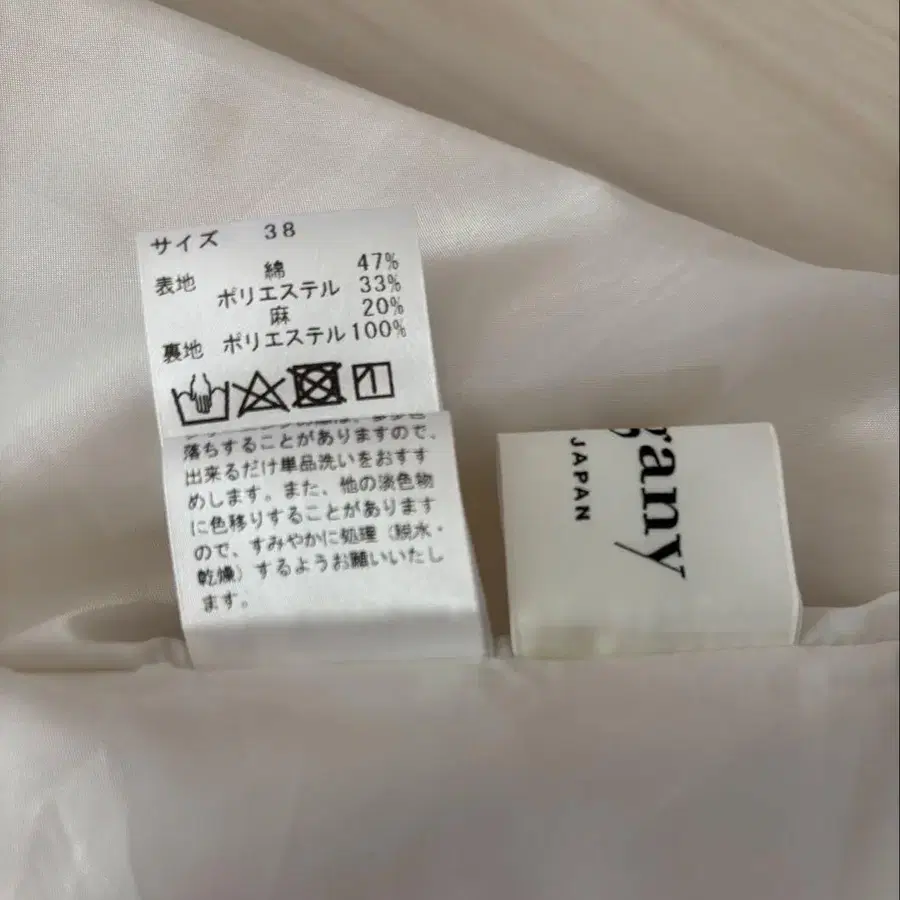 サイズ 38
表地 綿 47%
ポリエステル 33%
麻 20%
裏地 ポリエステル 100%
落ちすることがありますので、
出来るだけ単品洗いをおすす
めします。また、他の淡色物
に色移りすることがあります
ので、すみやかに処理（脱水・
乾燥）するようお願いいたし
ます。
rany
JAPAN